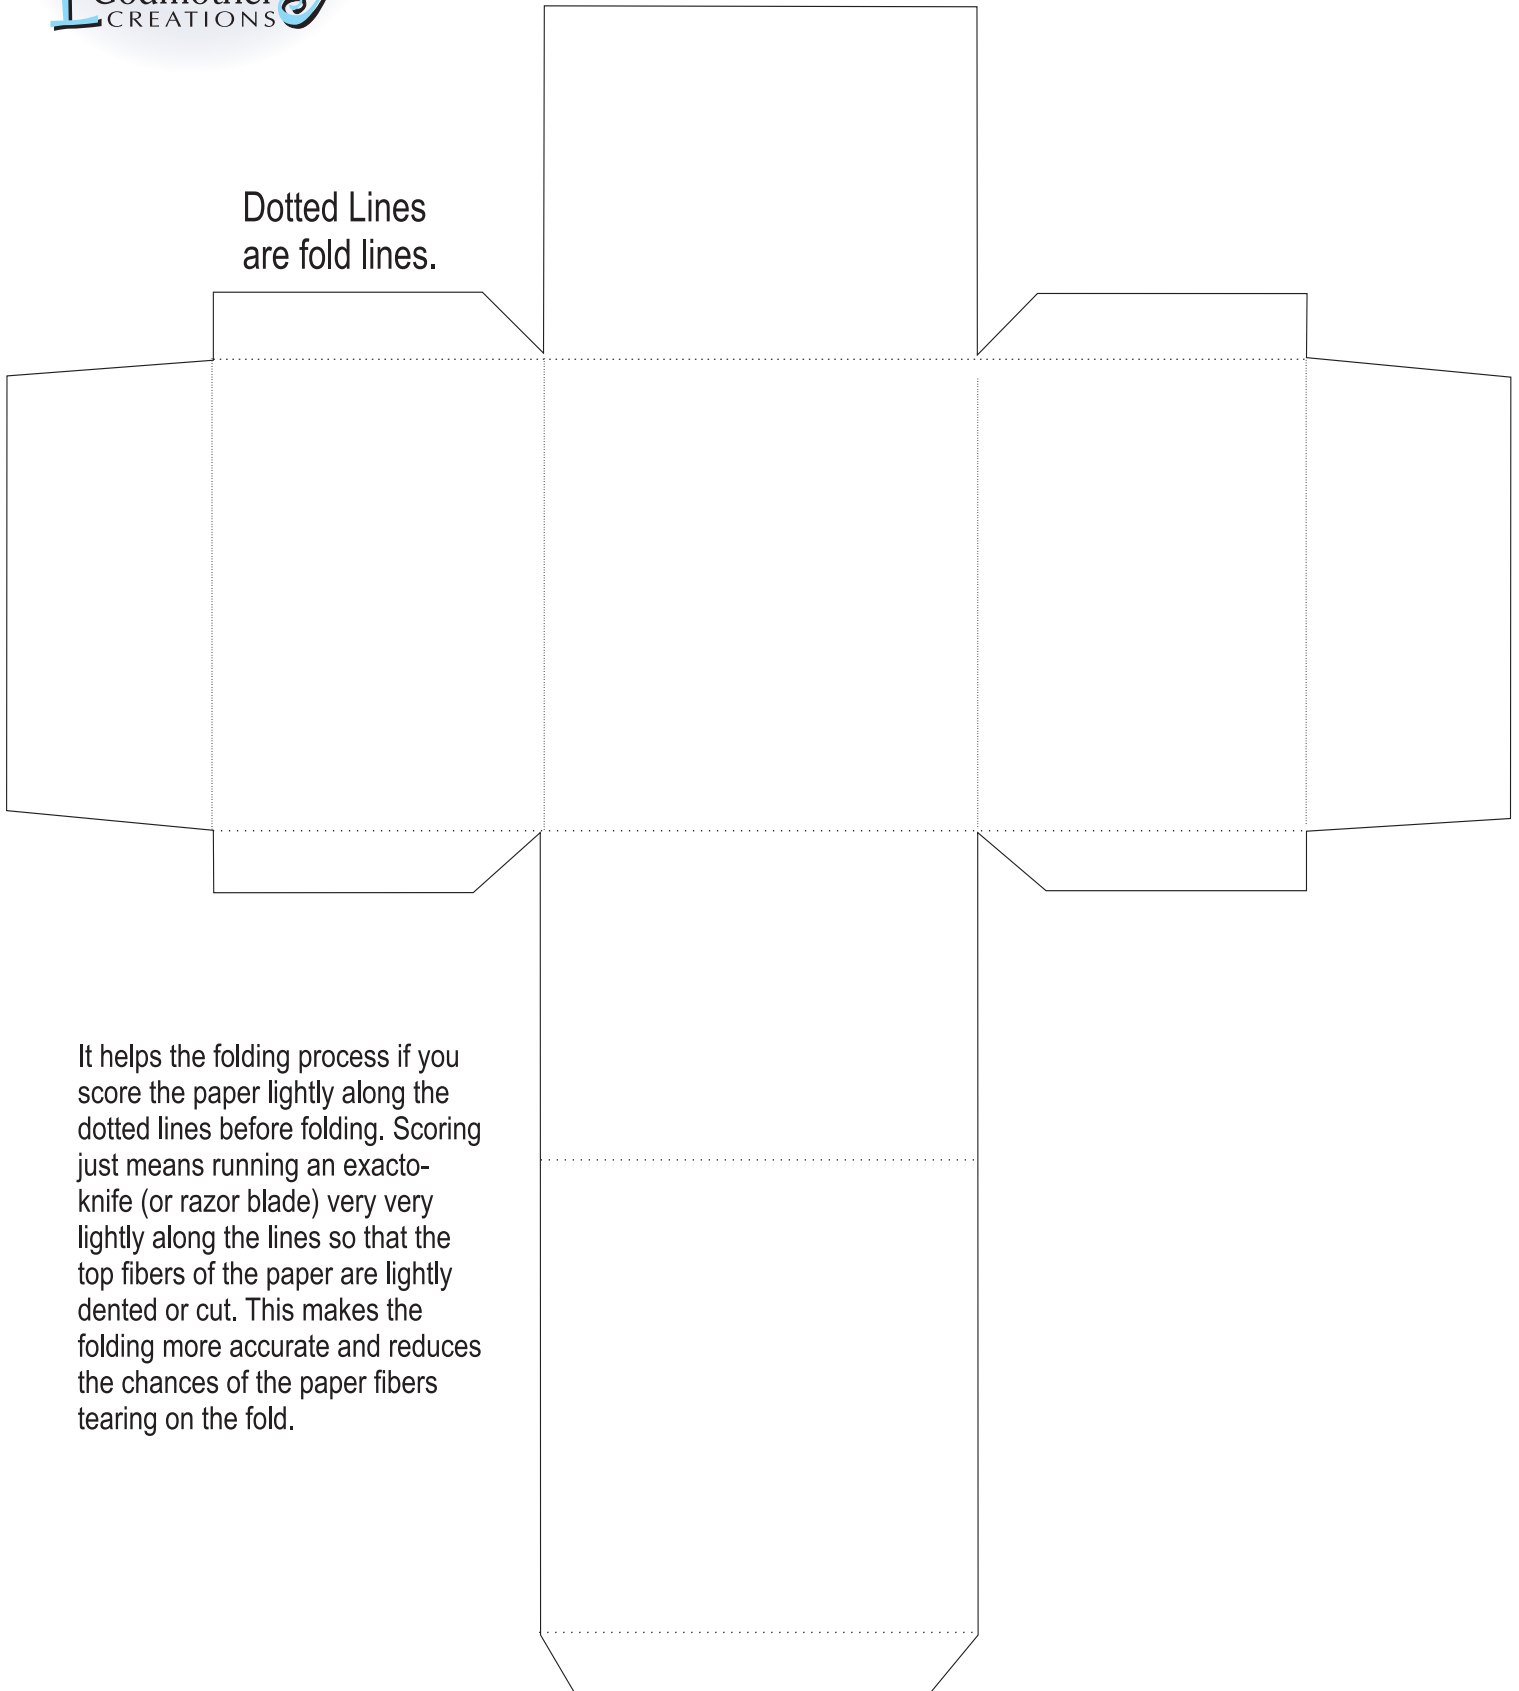 Godmother
CREATIONS
Dotted Lines
are fold lines.
It helps the folding process if you
score the paper lightly along the
dotted lines before folding. Scoring
just means running an exacto-
knife (or razor blade) very very
lightly along the lines so that the
top fibers of the paper are lightly
dented or cut. This makes the
folding more accurate and reduces
the chances of the paper fibers
tearing on the fold.